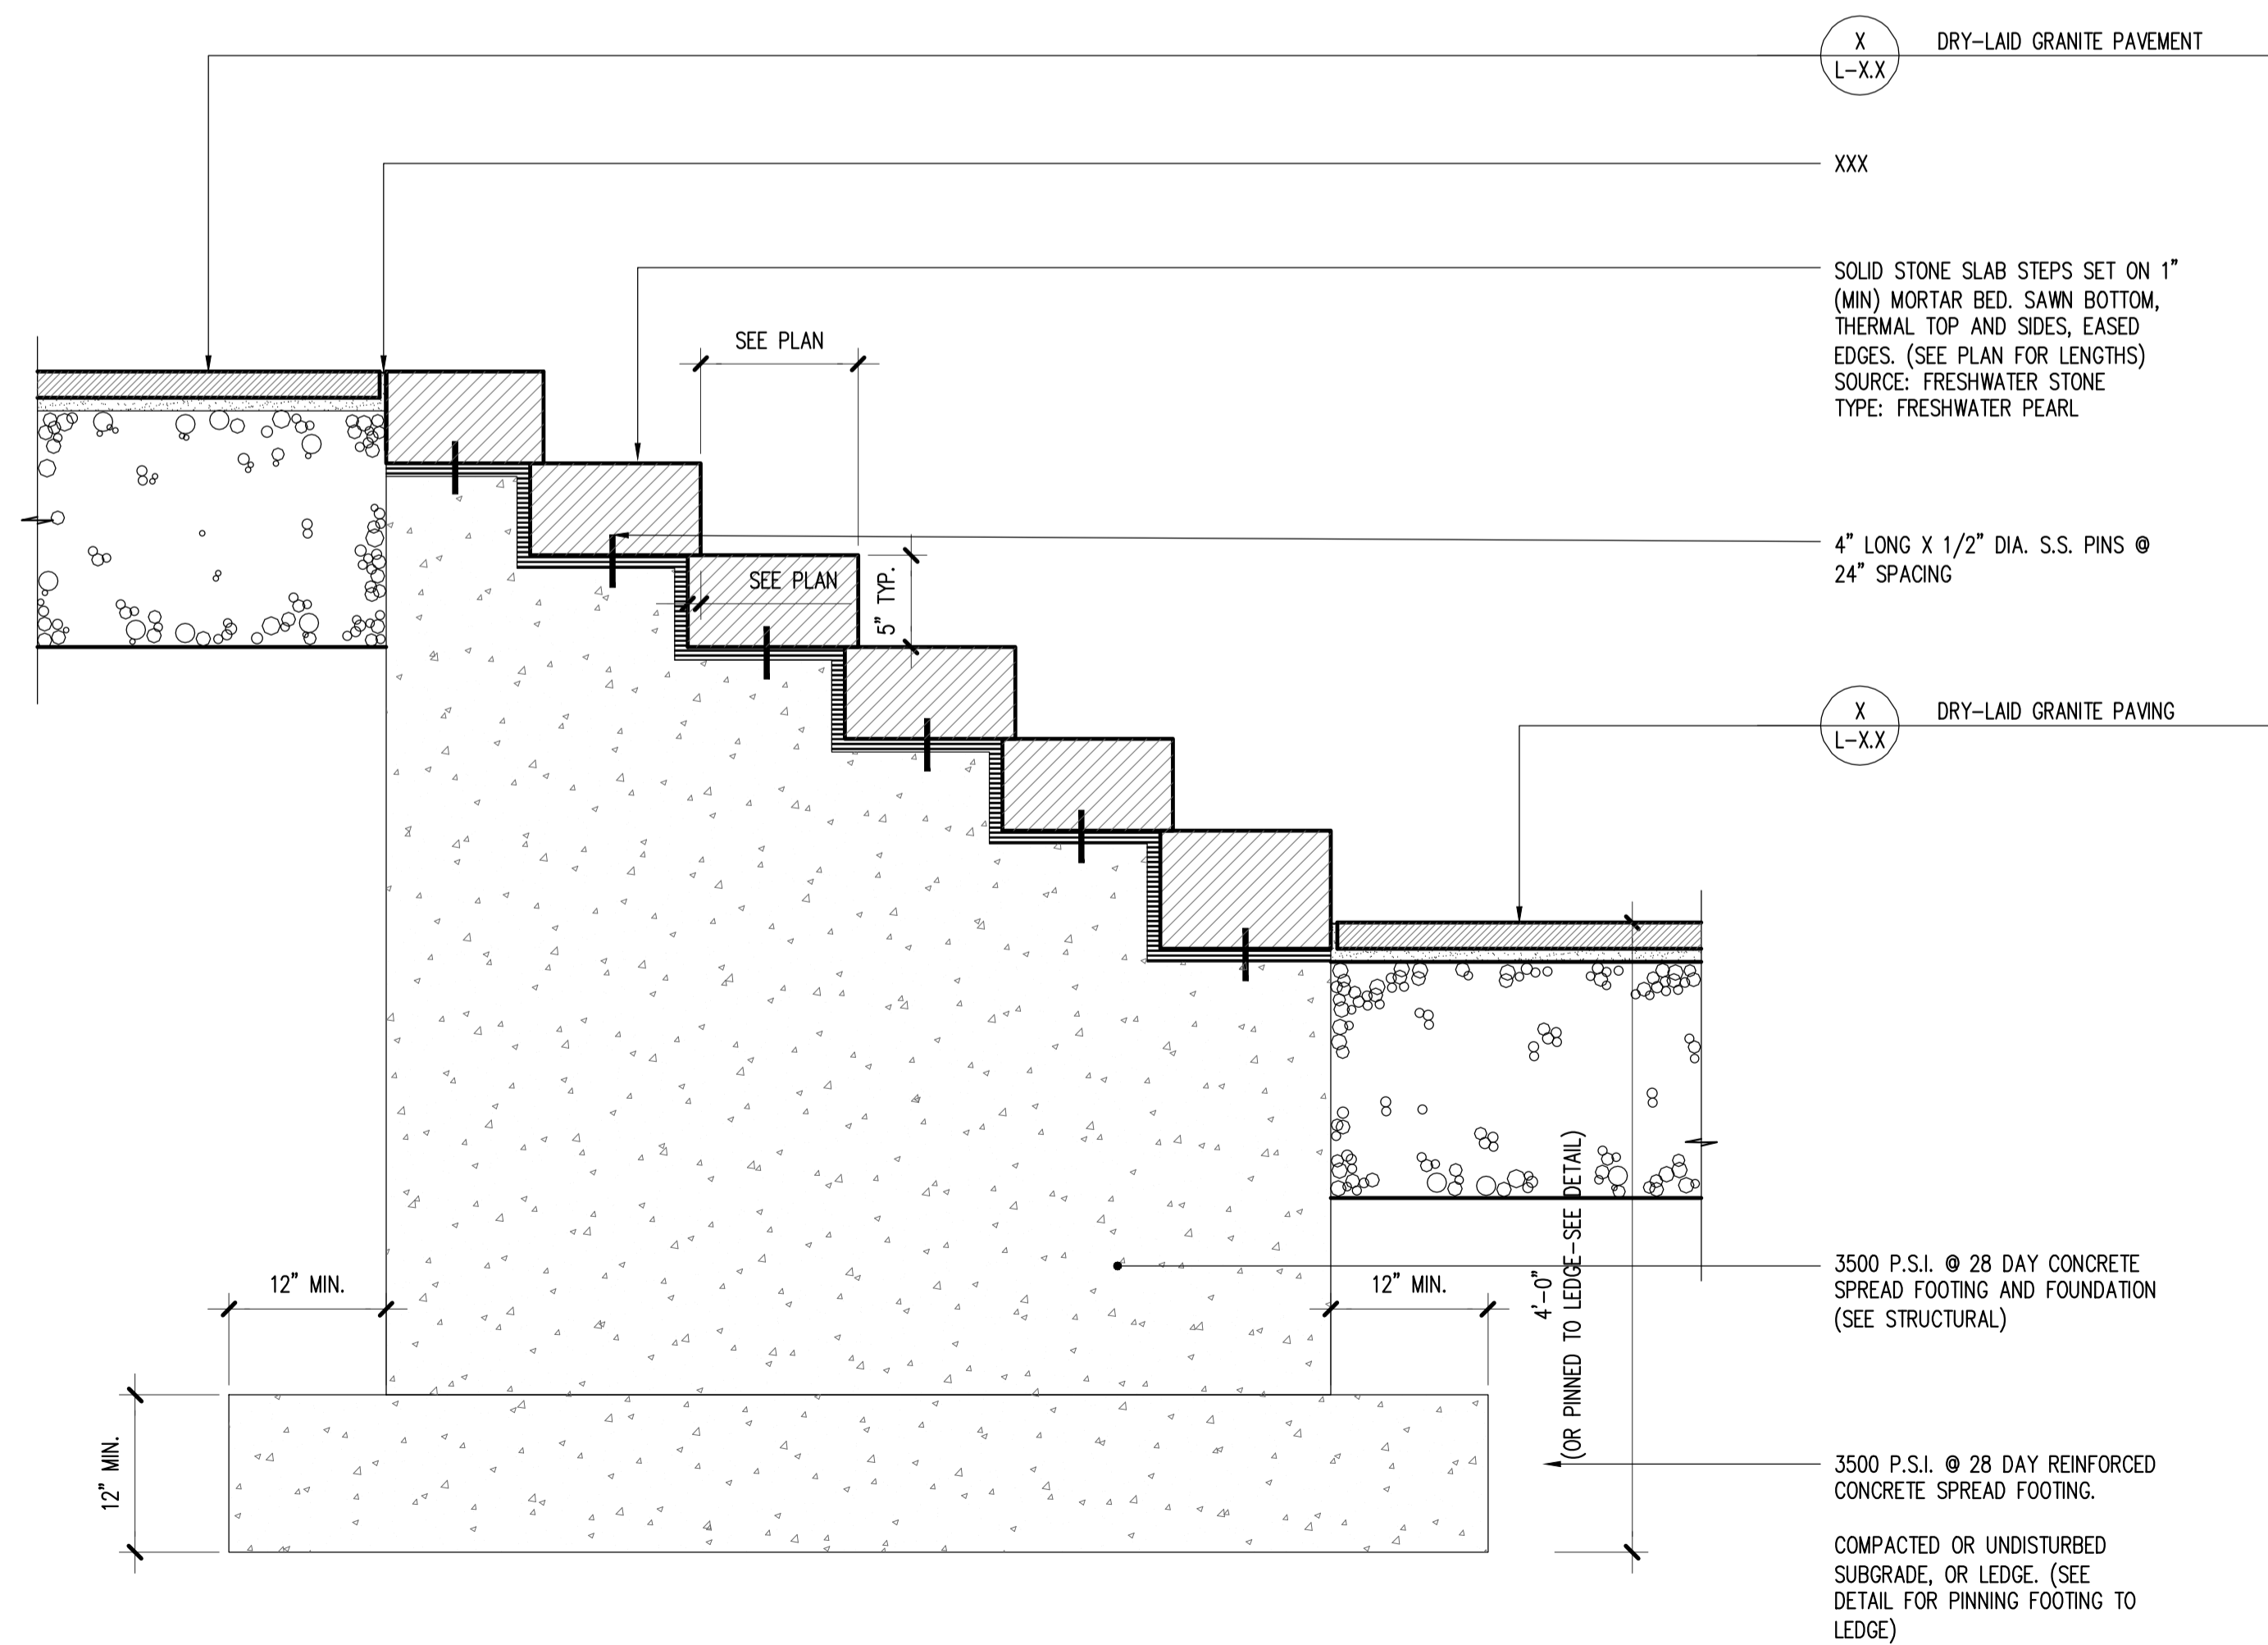 X
L-X.X
DRY-LAID GRANITE PAVEMENT
XXX
SOLID STONE SLAB STEPS SET ON 1"
(MIN) MORTAR BED. SAWN BOTTOM,
THERMAL TOP AND SIDES, EASED
EDGES. (SEE PLAN FOR LENGTHS)
SOURCE: FRESHWATER STONE
TYPE: FRESHWATER PEARL
SEE PLAN
4" LONG X 1/2" DIA. S.S. PINS @
24" SPACING
SEE PLAN
5" TYP.
X
L-X.X
DRY-LAID GRANITE PAVING
3500 P.S.I. @ 28 DAY CONCRETE
SPREAD FOOTING AND FOUNDATION
(SEE STRUCTURAL)
12" MIN.
12" MIN.
4'-0"
(OR PINNED TO LEDGE-SEE DETAIL)
12" MIN.
3500 P.S.I. @ 28 DAY REINFORCED
CONCRETE SPREAD FOOTING.
COMPACTED OR UNDISTURBED
SUBGRADE, OR LEDGE. (SEE
DETAIL FOR PINNING FOOTING TO
LEDGE)